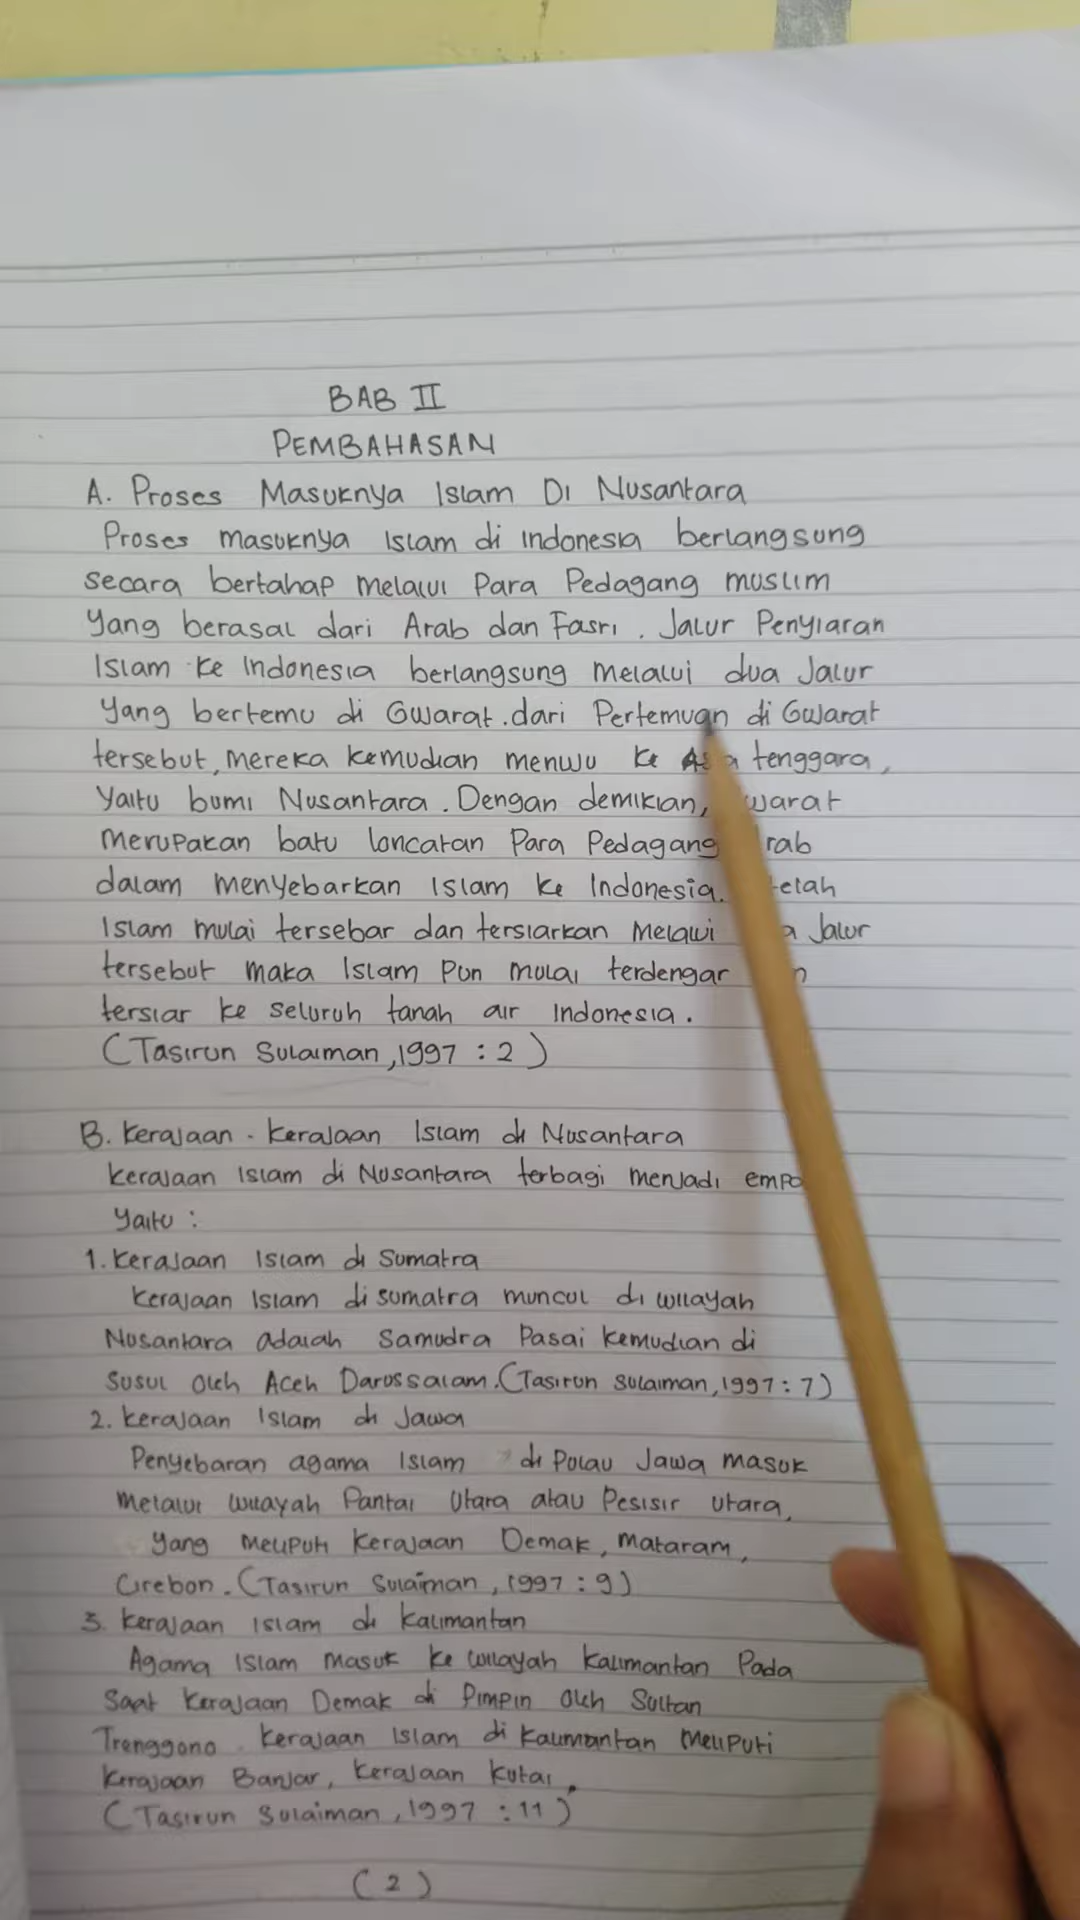 BAB II
PEMBAHASAN
A. Proses Masuknya Islam Di Nusantara
Proses masuknya Islam di Indonesia berlangsung
secara bertahap melalui Para Pedagang muslim
yang berasal dari Arab dan Fasri. Jalur Penyiaran
Islam ke Indonesia berlangsung melalui dua Jalur
yang bertemu di Gujarat. dari Pertemuan di Gujarat
tersebut, mereka kemudian menuju ke tenggara,
yaitu bumi Nusantara. Dengan demikian,
merupakan batu loncatan Para Pedagang
dalam menyebarkan Islam ke Indonesia.
Islam mulai tersebar dan tersiarkan Melalui Jalur
tersebut maka Islam Pun mulai terdengar
tersiar ke seluruh tanah air Indonesia.
(Tasirun Sulaiman, 1997 : 2)
B. Kerajaan - Kerajaan Islam di Nusantara
Kerajaan Islam di Nusantara terbagi menjadi
yaitu :
1. Kerajaan Islam di Sumatra
Kerajaan Islam di sumatra muncul di wilayah
Nusantara adalah Samudra Pasai kemudian di
susul oleh Aceh Darussalam. (Tasirun Sulaiman, 1997 : 7)
2. Kerajaan Islam di Jawa
Penyebaran agama Islam di Pulau Jawa masuk
melalui wilayah Pantai Utara atau Pesisir utara,
yang meliputi Kerajaan Demak, Mataram,
Cirebon. (Tasirun Sulaiman, 1997 : 9)
3. Kerajaan Islam di Kalimantan
Agama Islam masuk ke wilayah Kalimantan Pada
saat Kerajaan Demak di Pimpin oleh Sultan
Trenggono. Kerajaan Islam di Kalimantan Meliputi
Kerajaan Banjar, Kerajaan Kutai.
(Tasirun Sulaiman, 1997 : 11)
( 2 )